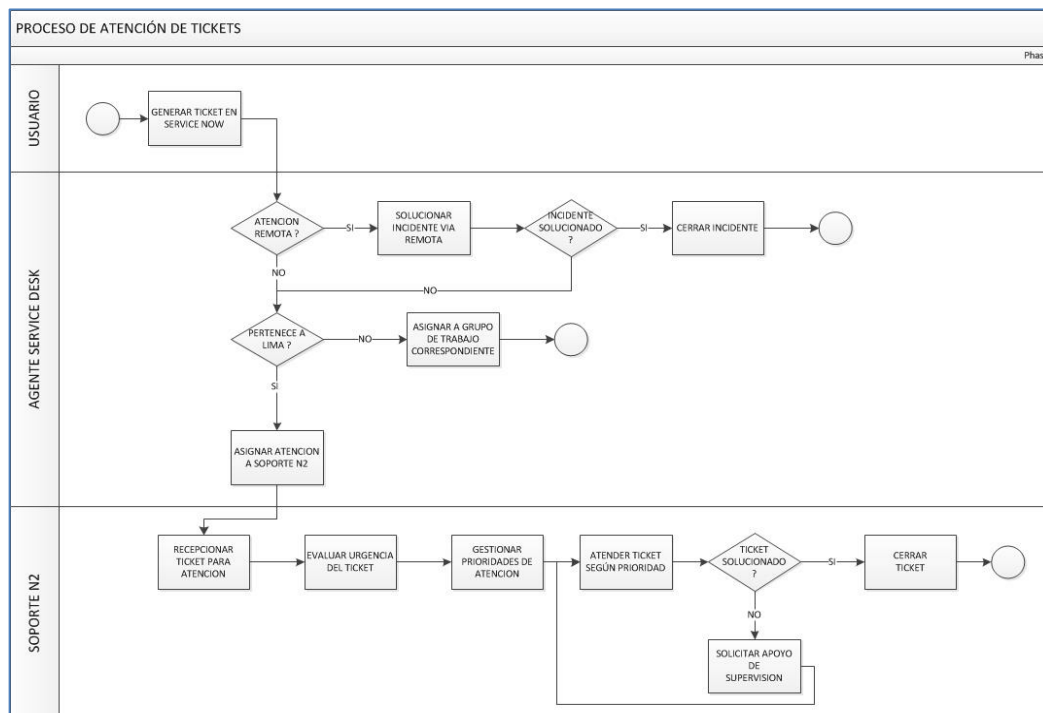 PROCESO DE ATENCIÓN DE TICKETS
Phas
USUARIO
GENERAR TICKET EN
SERVICE NOW
AGENTE SERVICE DESK
ATENCION
REMOTA ?
SI
SOLUCIONAR
INCIDENTE VIA
REMOTA
INCIDENTE
SOLUCIONADO
?
SI
CERRAR INCIDENTE
NO
NO
PERTENECE A
LIMA ?
NO
ASIGNAR A GRUPO
DE TRABAJO
CORRESPONDIENTE
SI
ASIGNAR ATENCION
A SOPORTE N2
SOPORTE N2
RECEPCIONAR
TICKET PARA
ATENCION
EVALUAR URGENCIA
DEL TICKET
GESTIONAR
PRIORIDADES DE
ATENCION
ATENDER TICKET
SEGÚN PRIORIDAD
TICKET
SOLUCIONADO
?
SI
CERRAR
TICKET
NO
SOLICITAR APOYO
DE
SUPERVISION